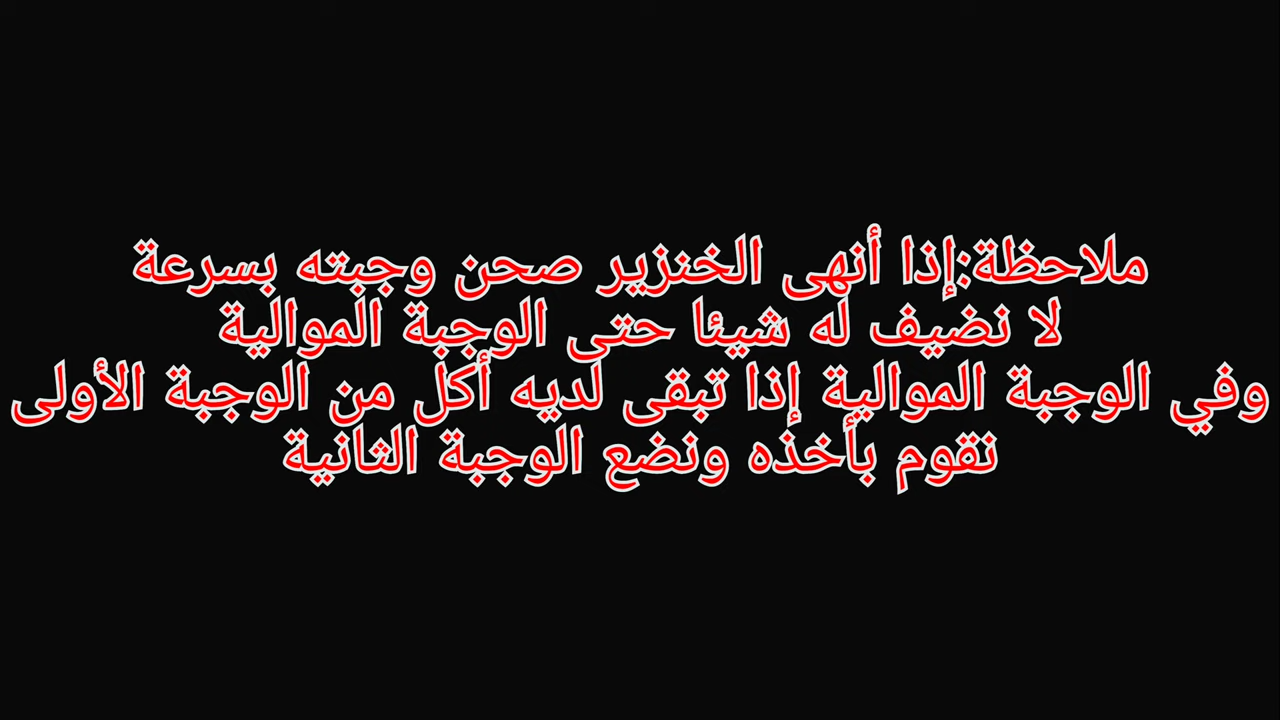 ملاحظة:إذا أنهى الخنزير صحن وجبته بسرعة
لا نضيف له شيئا حتى الوجبة الموالية
وفي الوجبة الموالية إذا تبقى لديه أكل من الوجبة الأولى
نقوم بأخذه ونضع الوجبة الثانية